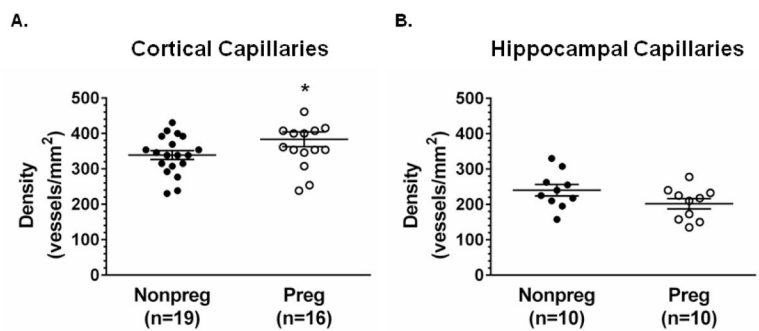 A.
Cortical Capillaries
*
500
400
300
200
100
0
Density
(vessels/mm²)
Nonpreg
(n=19)
Preg
(n=16)
B.
Hippocampal Capillaries
500
400
300
200
100
0
Density
(vessels/mm²)
Nonpreg
(n=10)
Preg
(n=10)